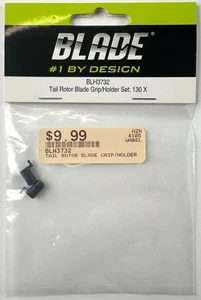 BLADE
#1 BY DESIGN
BLH3732
Tail Rotor Blade Grip/Holder Set: 130 X
$9.99
HZN
4105
WABEL
BLH3732
TAIL ROTOR BLADE GRIP/HOLDER